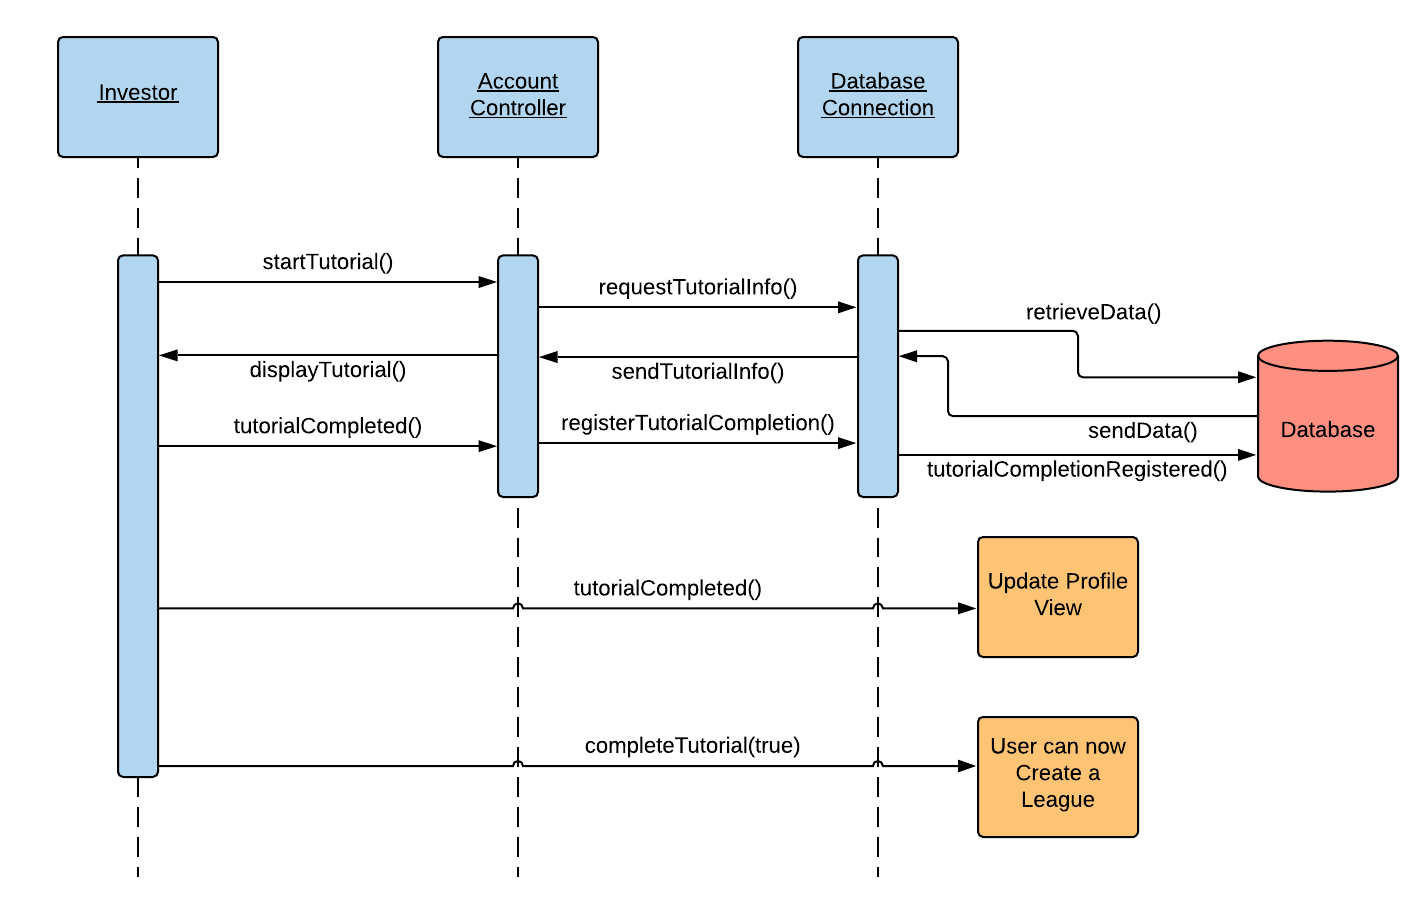 Investor
Account
Controller
Database
Connection
startTutorial()
requestTutorialInfo()
retrieveData()
displayTutorial()
sendTutorialInfo()
tutorialCompleted()
registerTutorialCompletion()
sendData()
Database
tutorialCompletionRegistered()
tutorialCompleted()
Update Profile
View
completeTutorial(true)
User can now
Create a
League